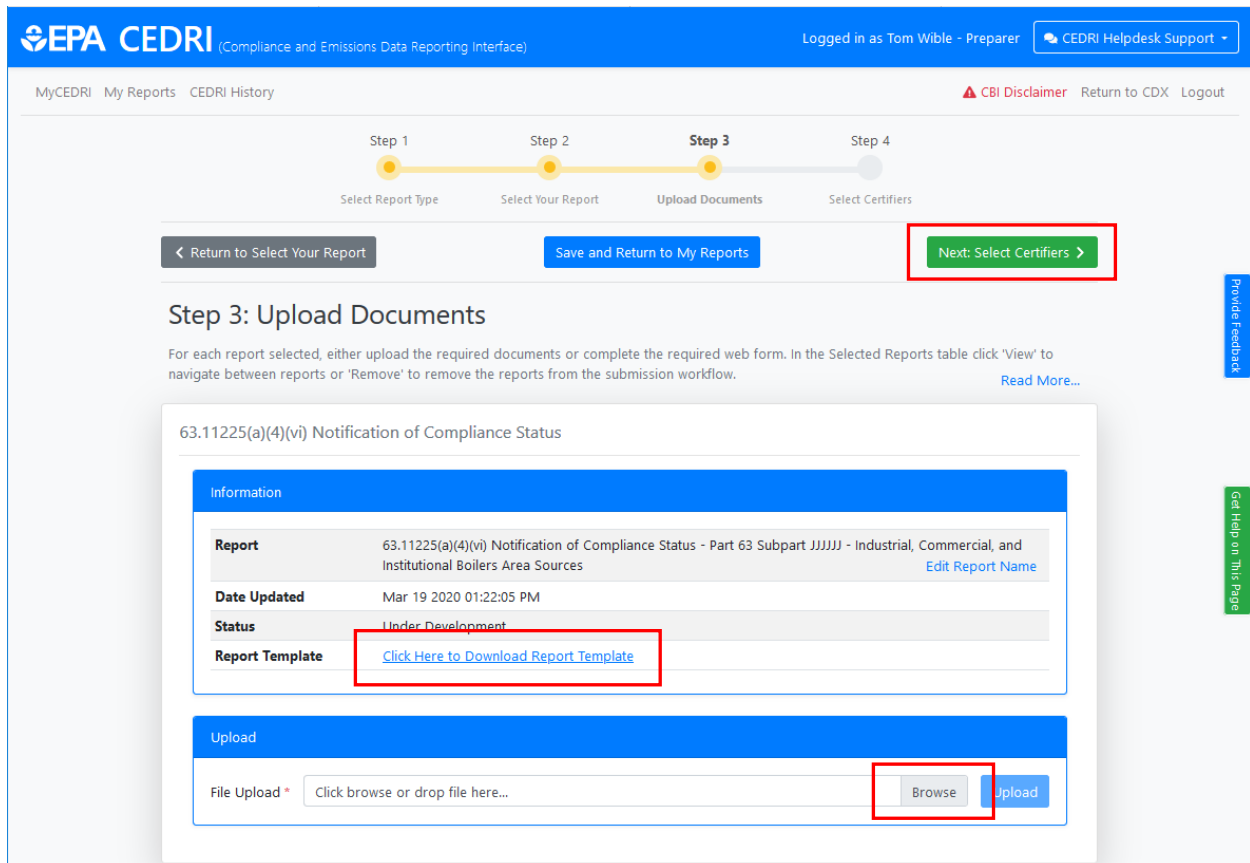 EPA CEDRI (Compliance and Emissions Data Reporting Interface)
Logged in as Tom Wible - Preparer
CEDRI Helpdesk Support
MyCEDRI My Reports CEDRI History
CBI Disclaimer Return to CDX Logout
Step 1 Step 2 Step 3 Step 4
Select Report Type Select Your Report Upload Documents Select Certifiers
Return to Select Your Report
Save and Return to My Reports
Next: Select Certifiers
Step 3: Upload Documents
For each report selected, either upload the required documents or complete the required web form. In the Selected Reports table click 'View' to
navigate between reports or 'Remove' to remove the reports from the submission workflow.
Read More...
63.11225(a)(4)(vi) Notification of Compliance Status
Information
Report 63.11225(a)(4)(vi) Notification of Compliance Status - Part 63 Subpart JJJJJJ - Industrial, Commercial, and
Institutional Boilers Area Sources
Edit Report Name
Date Updated Mar 19 2020 01:22:05 PM
Status Under Development
Report Template Click Here to Download Report Template
Upload
File Upload * Click browse or drop file here... Browse Upload
Provide Feedback
Get Help on This Page